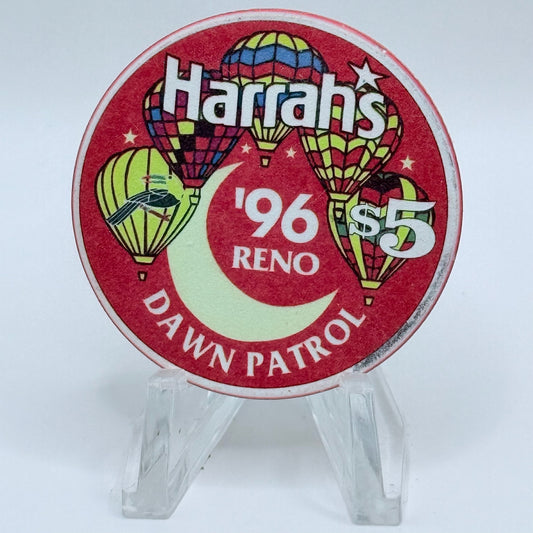 Harrah's
'96
$5
RENO
DAWN PATROL